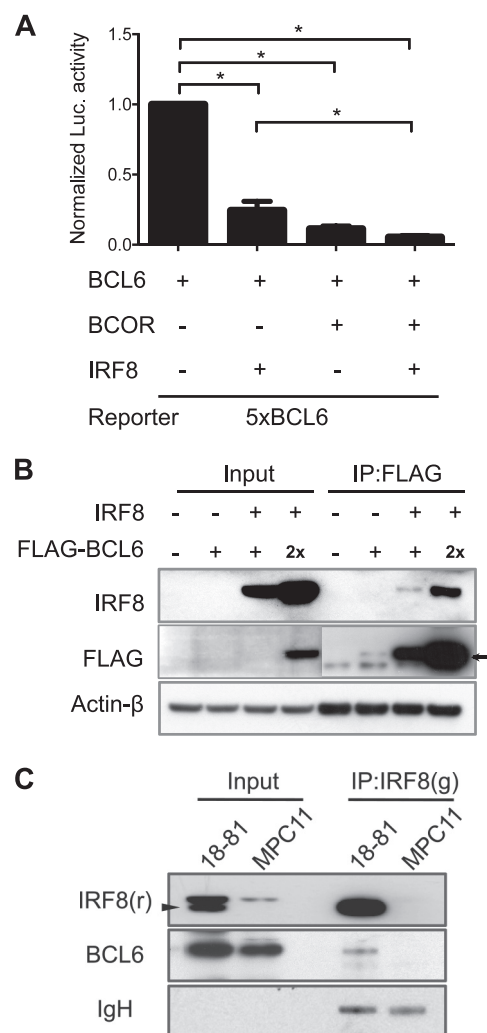 A
Normalized Luc. activity
1.5
1.0
0.5
0.0
* * * *
BCL6 + + + +
BCOR - - + +
IRF8 - + - +
Reporter 5xBCL6
B
Input IP:FLAG
IRF8 - - + + - - + +
FLAG-BCL6 - + + 2x - + + 2x
IRF8
FLAG
Actin-β
C
Input IP:IRF8(g)
18-81 MPC11 18-81 MPC11
IRF8(r)
BCL6
IgH